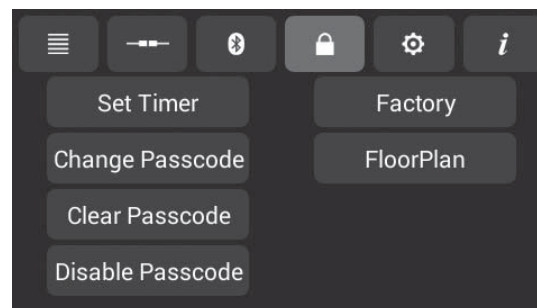 Set Timer
Factory
Change Passcode
FloorPlan
Clear Passcode
Disable Passcode